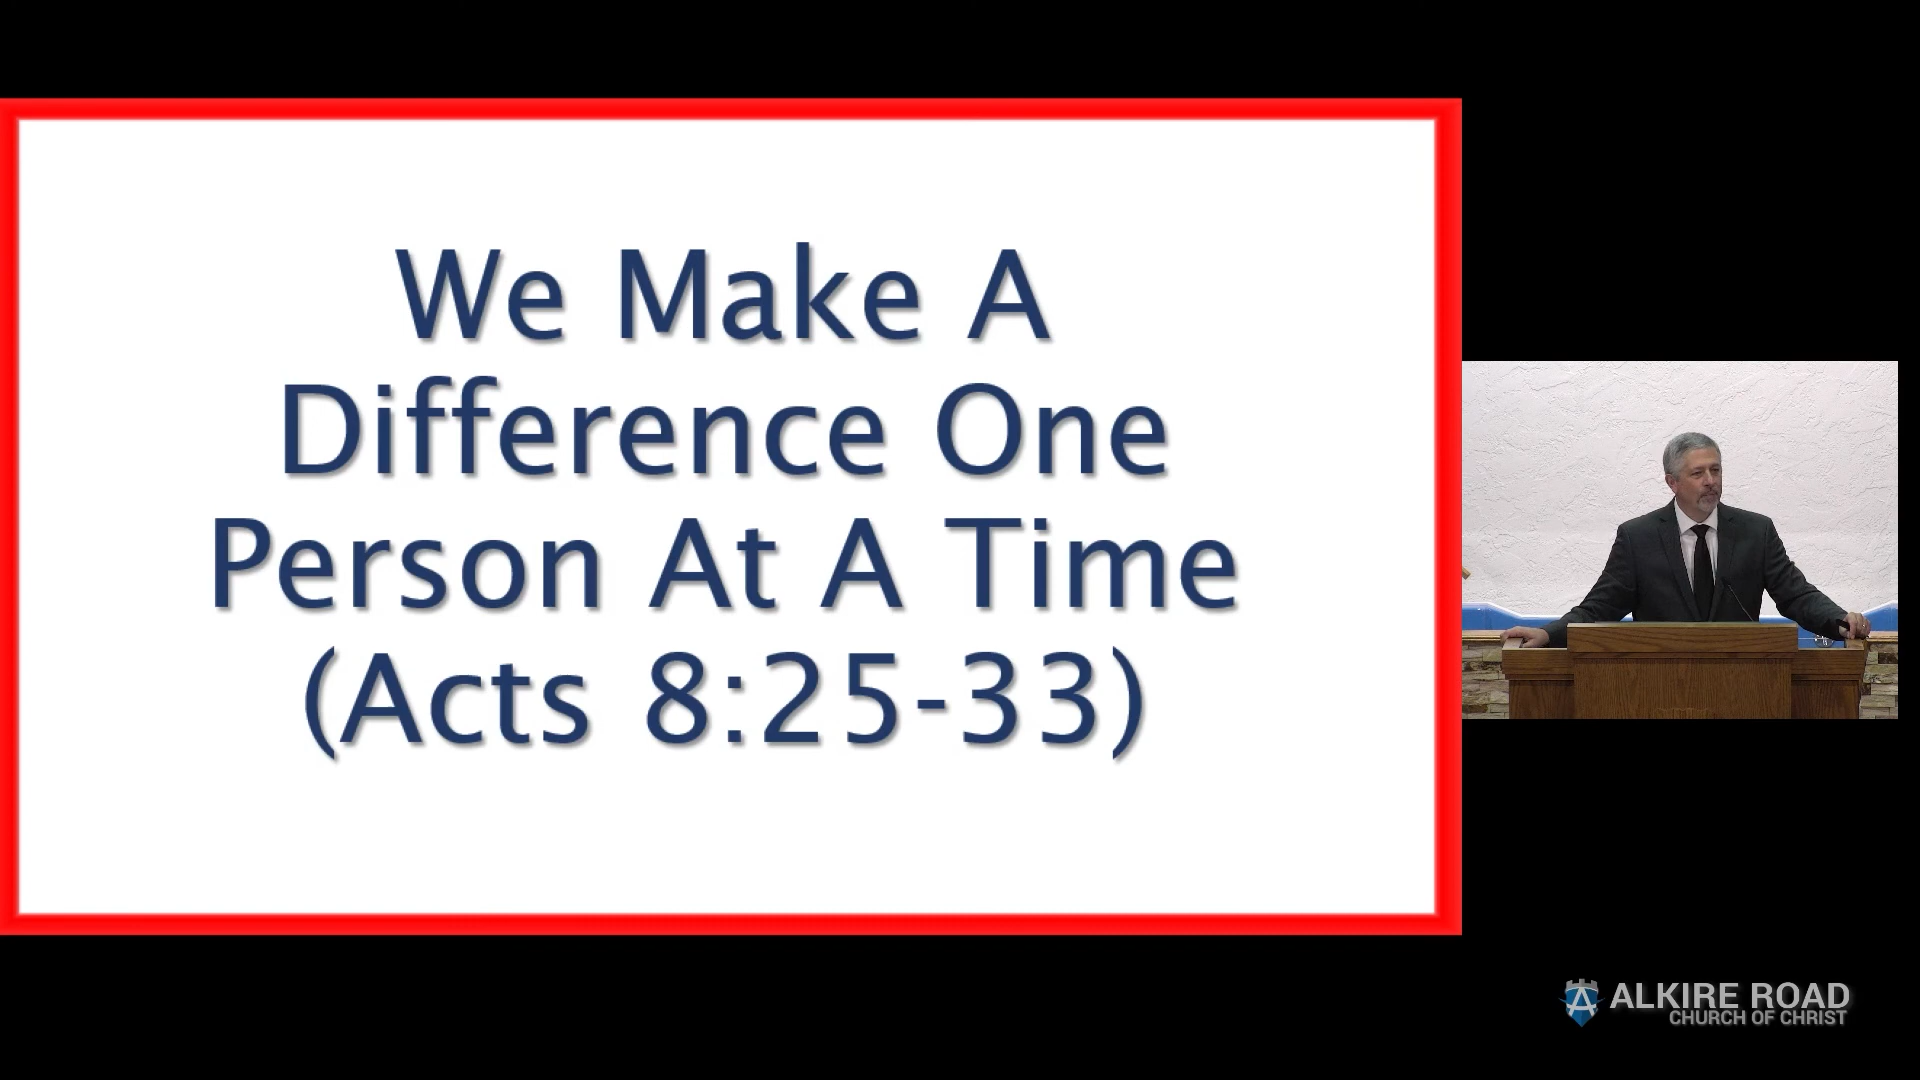 We Make A
Difference One
Person At A Time
(Acts 8:25-33)
ALKIRE ROAD
CHURCH OF CHRIST